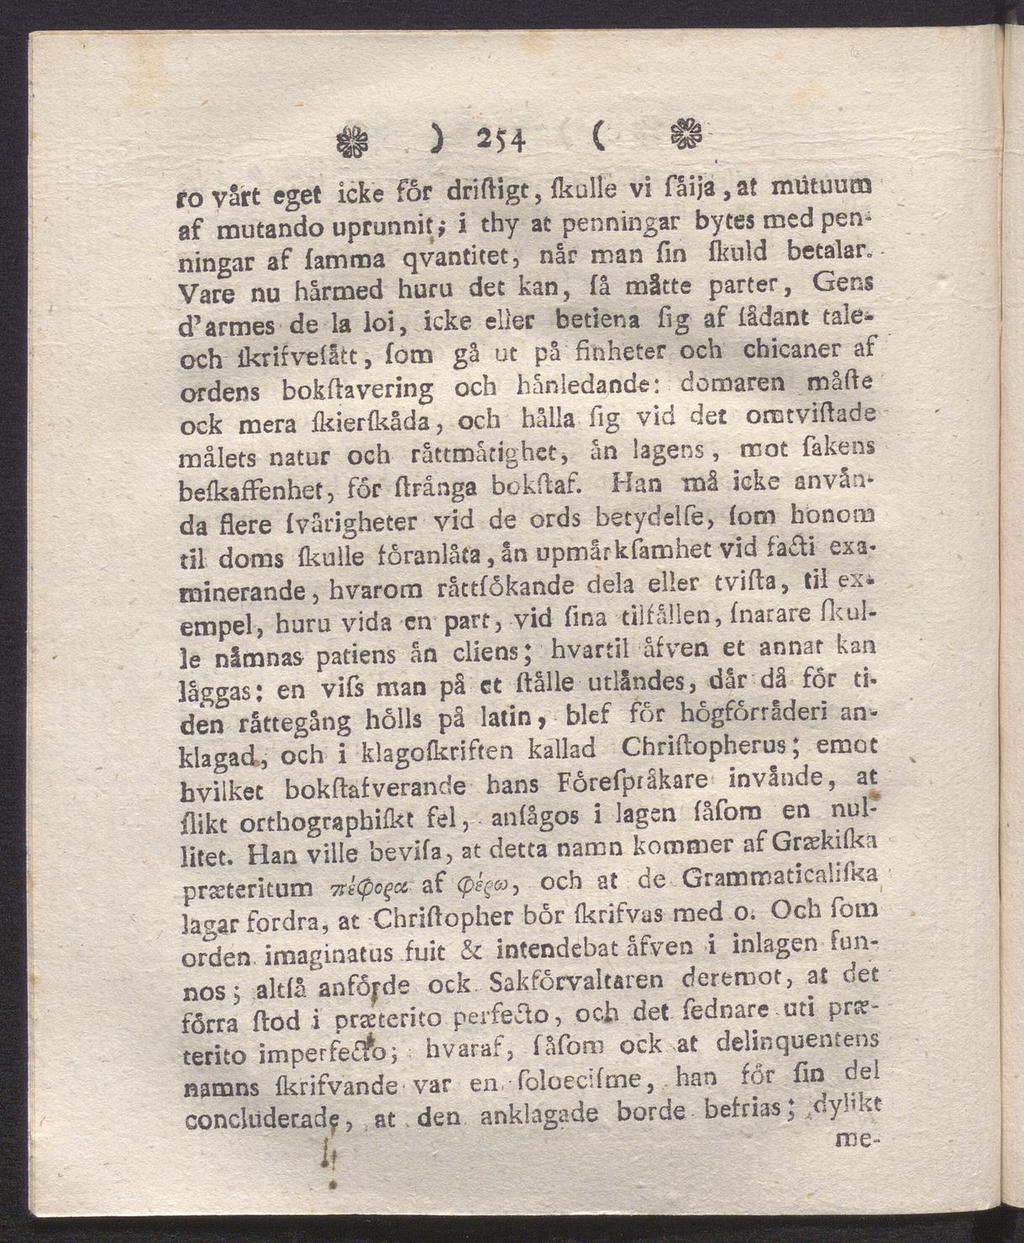 ❁ ) 254 ( ❁
ro vårt eget icke för driſtigt, ſkulle vi ſåija, at mutuum
af mutando uprunnit; i thy at penningar bytes med pen-
ningar af ſamma qvantitet, når man ſin ſkuld betalar.
Vare nu hårmed huru det kan, ſå måtte parter, Gens
d'armes de la loi, icke eller betiena ſig af ſådant tale-
och ſkrifveſått, ſom gå ut på finheter och chicaner af
ordens bokſtavering och hånledande: domaren måſte
ock mera ſkierſkåda, och hålla ſig vid det omtviſtade
målets natur och råttmåtighet, ån lagens, mot ſakens
beſkaffenhet, för ſtrånga bokſtaf. Han må icke anvån-
da flere ſvårigheter vid de ords betydelſe, ſom honom
til doms ſkulle föranlåta, ån upmårkſamhet vid facti exa-
minerande, hvarom råttſökande dela eller tviſta, til ex-
empel, huru vida en part, vid ſina tilfållen, ſnarare ſkul-
le nåmnas patiens ån cliens; hvartil åfven et annat kan
låggas: en viſs man på et ſtålle utlåndes, dår då för ti-
den råttegång hölls på latin, blef för högförråderi an-
klagad, och i klagoſkriften kallad Chriſtopherus; emot
hvilket bokſtafverande hans Föreſpråkare invånde, at
ſlikt orthographiſkt fel, anſågos i lagen ſåſom en nul-
litet. Han ville beviſa, at detta namn kommer af Grækiſka
præteritum πέφορα af φέρω, och at de Grammaticaliſka
lagar fordra, at Chriſtopher bör ſkrifvas med o. Och ſom
orden imaginatus fuit & intendebat åfven i inlagen fun-
nos; altſå anförde ock Sakförvaltaren deremot, at det
förra ſtod i præterito perfecto, och det ſednare uti præ-
terito imperfecto; hvaraf, ſåſom ock at delinquentens
namns ſkrifvande var en ſoloeciſme, han för ſin del
concluderade, at den anklagade borde befrias; dylikt
me-